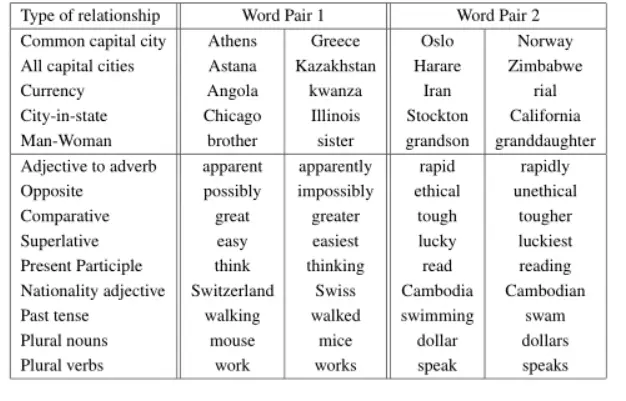 Type of relationship Word Pair 1 Word Pair 2
Common capital city Athens Greece Oslo Norway
All capital cities Astana Kazakhstan Harare Zimbabwe
Currency Angola kwanza Iran rial
City-in-state Chicago Illinois Stockton California
Man-Woman brother sister grandson granddaughter
Adjective to adverb apparent apparently rapid rapidly
Opposite possibly impossibly ethical unethical
Comparative great greater tough tougher
Superlative easy easiest lucky luckiest
Present Participle think thinking read reading
Nationality adjective Switzerland Swiss Cambodia Cambodian
Past tense walking walked swimming swam
Plural nouns mouse mice dollar dollars
Plural verbs work works speak speaks